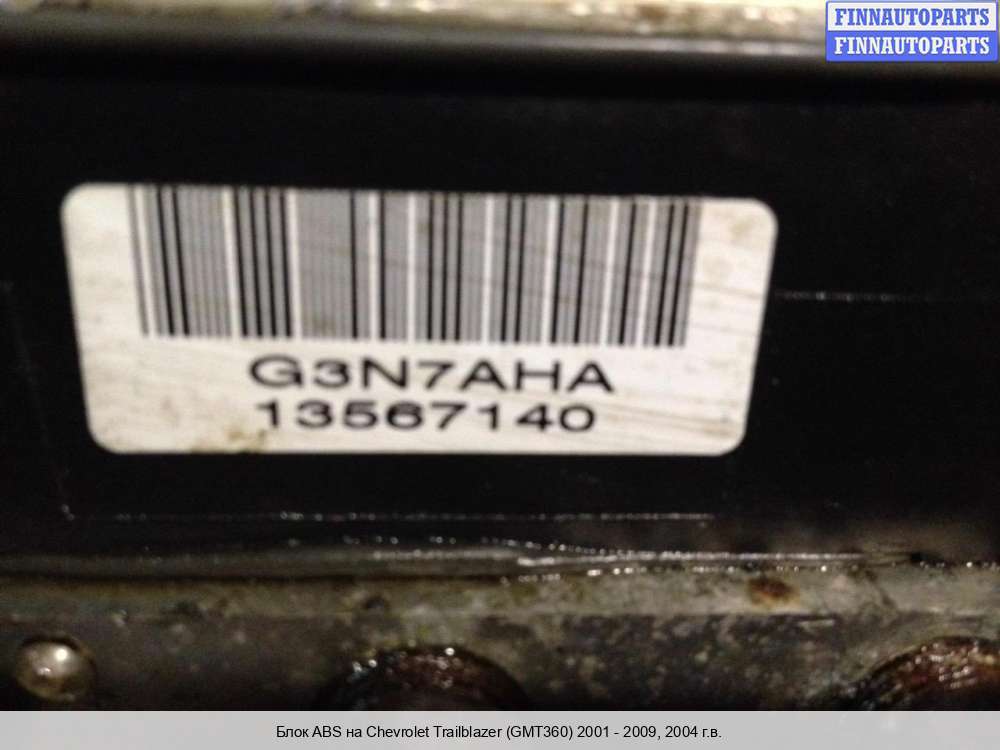 FINNAUTOPARTS
FINNAUTOPARTS
G3N7AHA
13567140
Блок ABS на Chevrolet Trailblazer (GMT360) 2001 - 2009, 2004 г.в.